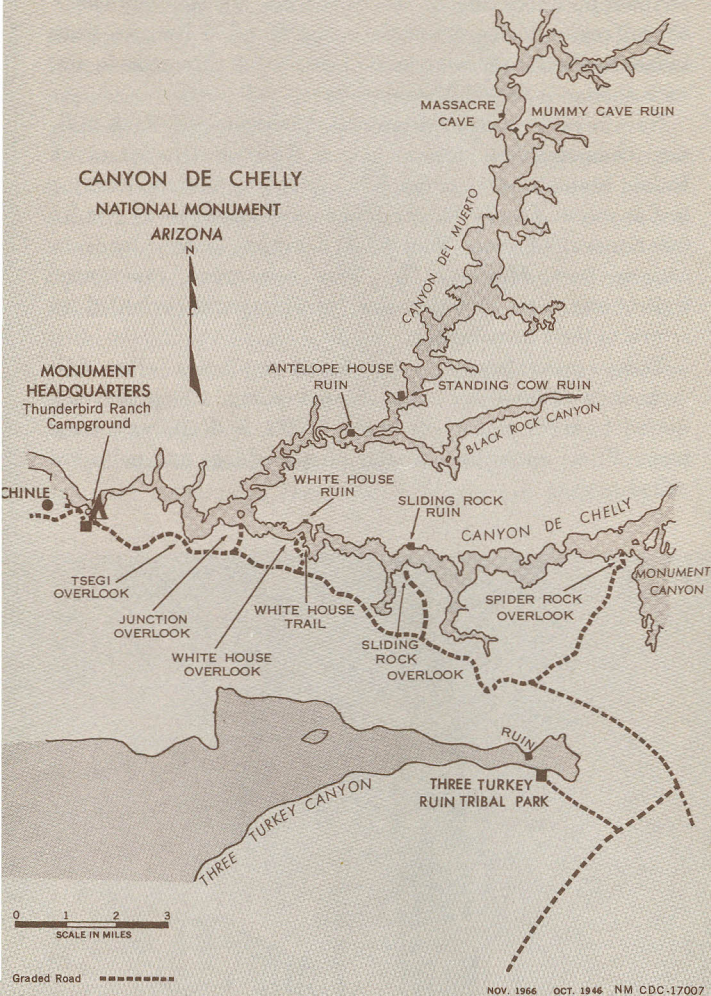 MASSACRE
CAVE
MUMMY CAVE RUIN
CANYON DE CHELLY
NATIONAL MONUMENT
ARIZONA
N
CANYON DEL MUERTO
MONUMENT
HEADQUARTERS
Thunderbird Ranch
Campground
ANTELOPE HOUSE
RUIN
STANDING COW RUIN
BLACK ROCK CANYON
CHINLE
WHITE HOUSE
RUIN
SLIDING ROCK
RUIN
CANYON DE CHELLY
MONUMENT
CANYON
TSEGI
OVERLOOK
JUNCTION
OVERLOOK
WHITE HOUSE
TRAIL
WHITE HOUSE
OVERLOOK
SLIDING
ROCK
OVERLOOK
SPIDER ROCK
OVERLOOK
RUIN
THREE TURKEY
RUIN TRIBAL PARK
THREE TURKEY CANYON
0 1 2 3
SCALE IN MILES
Graded Road
NOV. 1966 OCT. 1946 NM CDC-17007